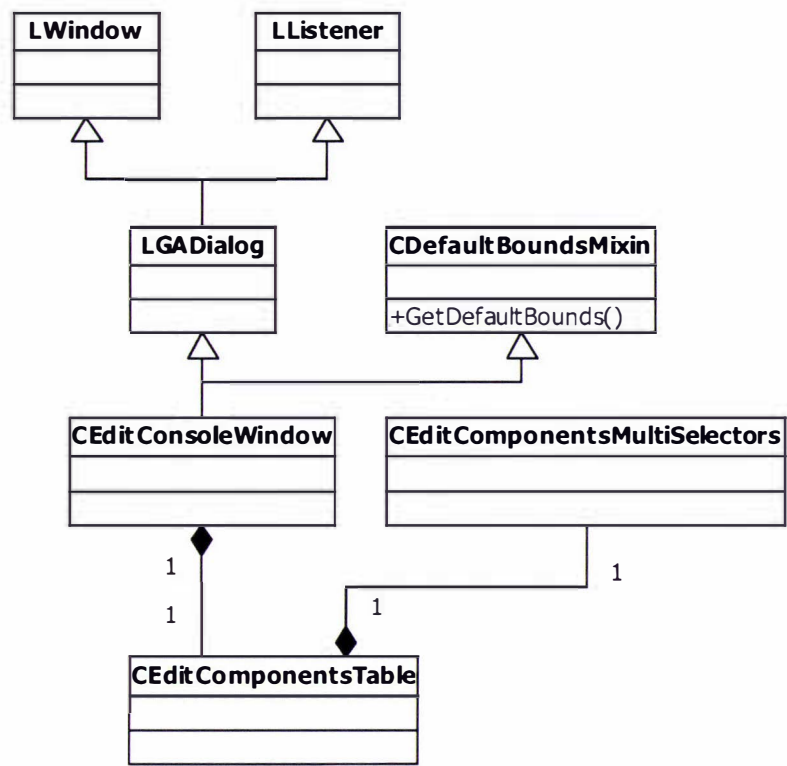 LWindow
LListener
LGADialog
CDefaultBoundsMixin
+GetDefaultBounds()
CEditConsoleWindow
CEditComponentsMultiSelectors
1
1
1
1
CEditComponentsTable